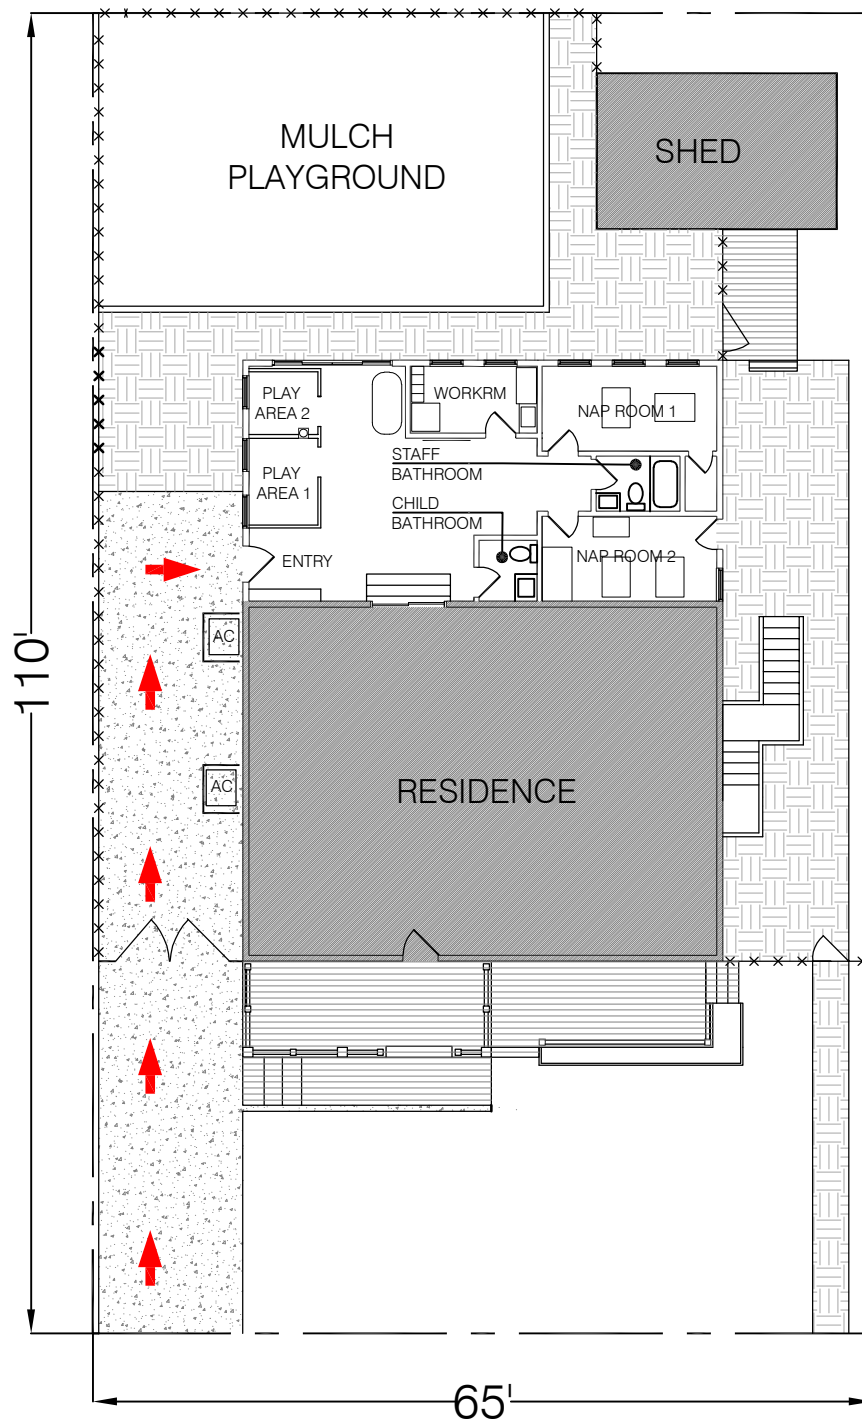 MULCH
PLAYGROUND
SHED
PLAY
AREA 2
WORKRM
NAP ROOM 1
STAFF
BATHROOM
PLAY
AREA 1
CHILD
BATHROOM
ENTRY
NAP ROOM 2
AC
110'
AC
RESIDENCE
65'